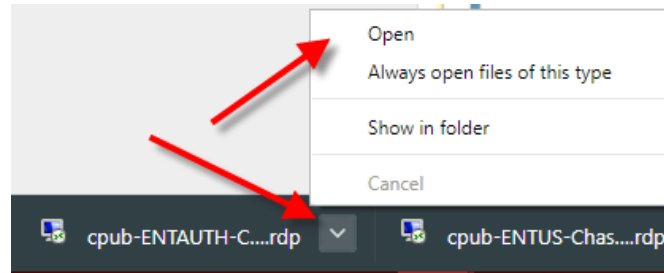 Open
Always open files of this type
Show in folder
Cancel
cpub-ENTAUTH-C....rdp
cpub-ENTUS-Chas....rdp